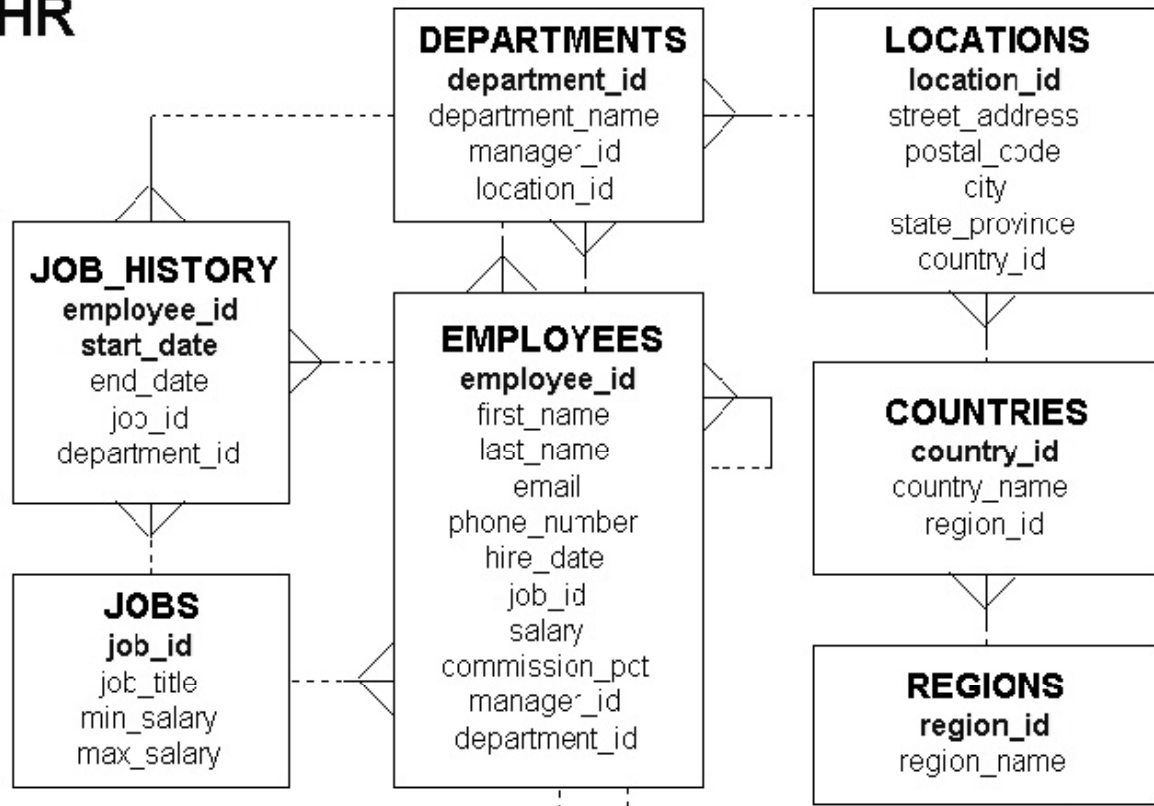 HR
DEPARTMENTS
department_id
department_name
manager_id
location_id
LOCATIONS
location_id
street_address
postal_code
city
state_province
country_id
JOB_HISTORY
employee_id
start_date
end_date
job_id
department_id
EMPLOYEES
employee_id
first_name
last_name
email
phone_number
hire_date
job_id
salary
commission_pct
manager_id
department_id
COUNTRIES
country_id
country_name
region_id
JOBS
job_id
job_title
min_salary
max_salary
REGIONS
region_id
region_name